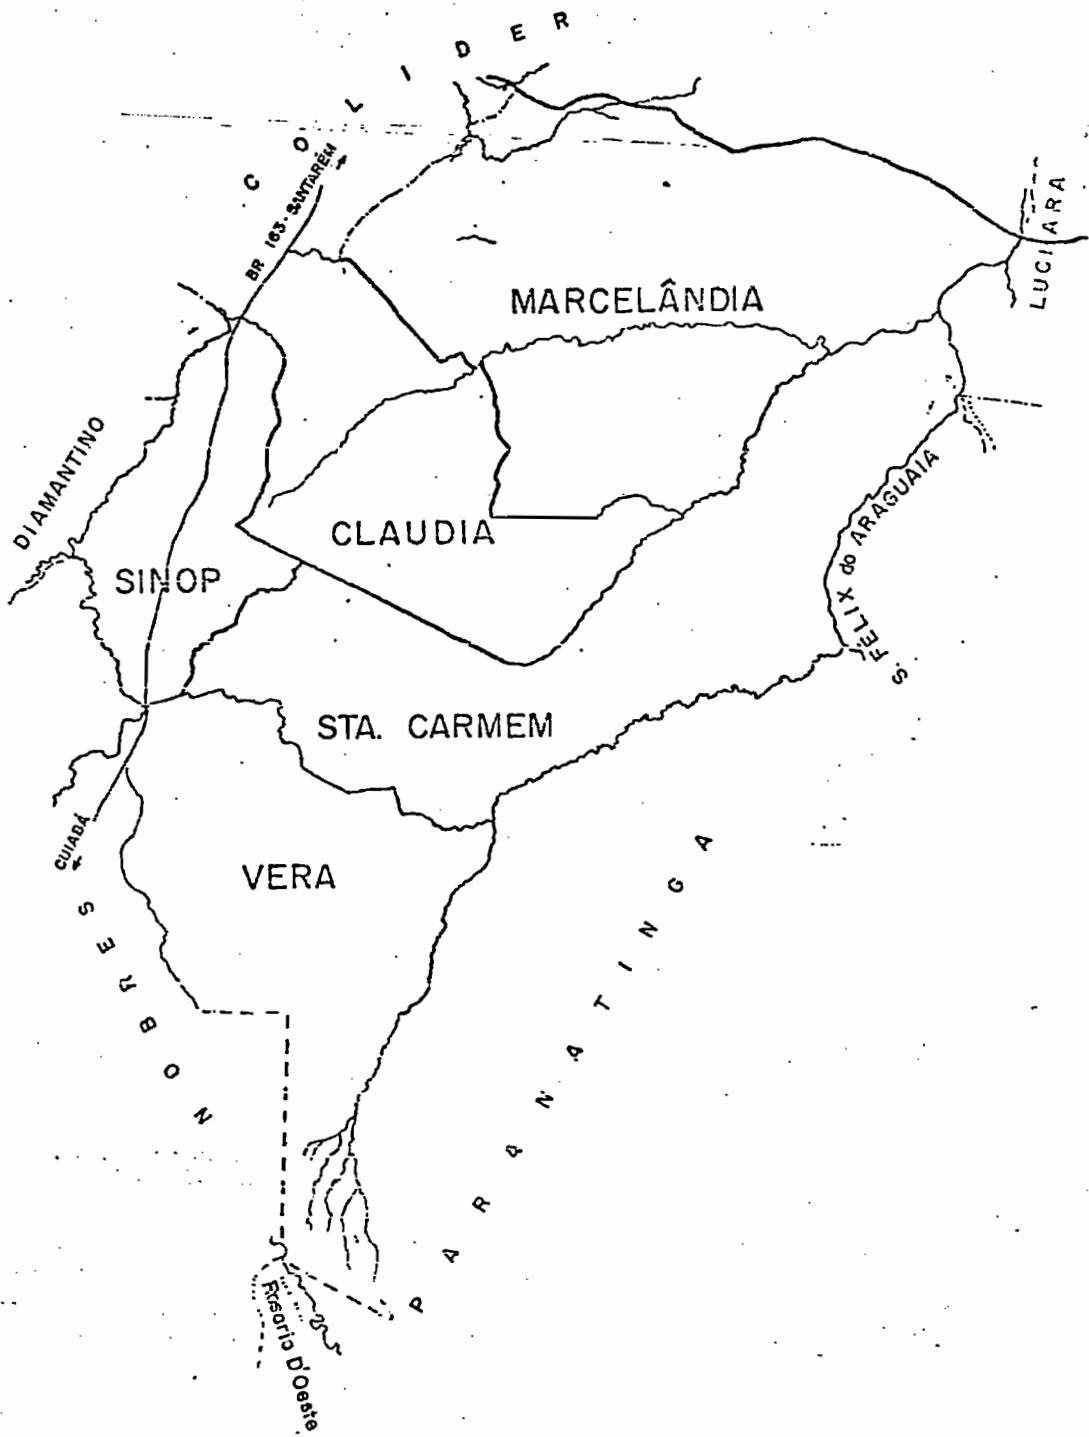 COLIDER
BR 163 - SANTARÉM
LUCIARA
MARCELÂNDIA
DIAMANTINO
CLAUDIA
S. FELIX do ARAGUAIA
SINOP
STA. CARMEM
CUIABÁ
VERA
NOBRES
PARANATINGA
Rosario D'Oeste